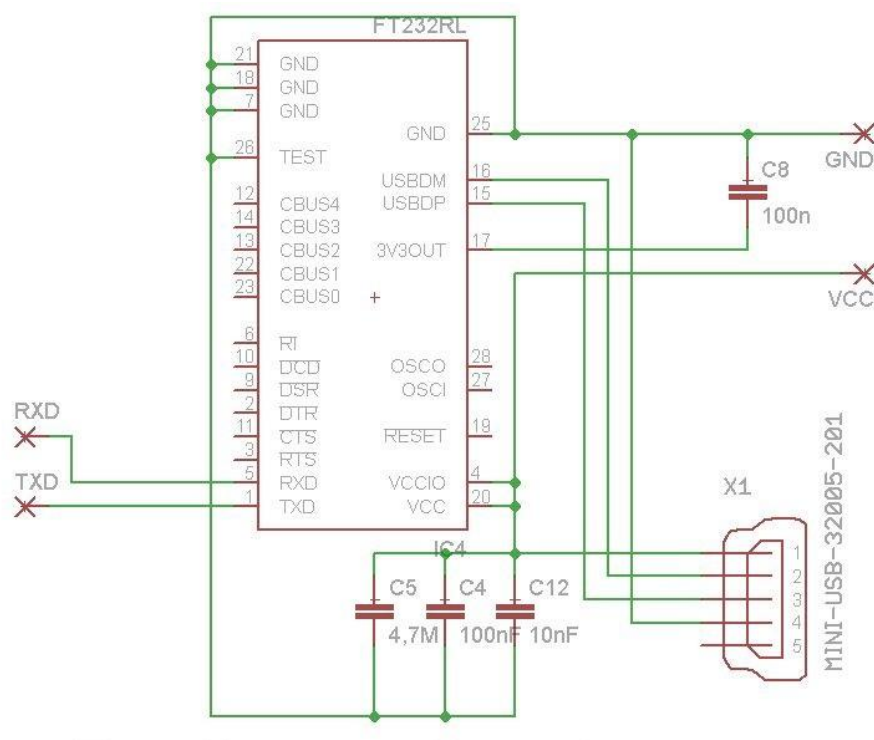 FT232RL
21 GND
18 GND
7 GND
GND 25
26 TEST
USBDM 16
USBDP 15
12 CBUS4
14 CBUS3
13 CBUS2
3V3OUT 17
22 CBUS1
23 CBUS0
6 RI
10 DCD
OSCO 28
9 DSR
OSCI 27
2 DTR
11 CTS
RESET 19
3 RTS
5 RXD
VCCIO 4
1 TXD
VCC 20
IC4
GND
C8
100n
VCC
RXD
TXD
X1
MINI-USB-32005-201
1
2
3
4
5
C5
4,7M
C4
100nF
C12
10nF